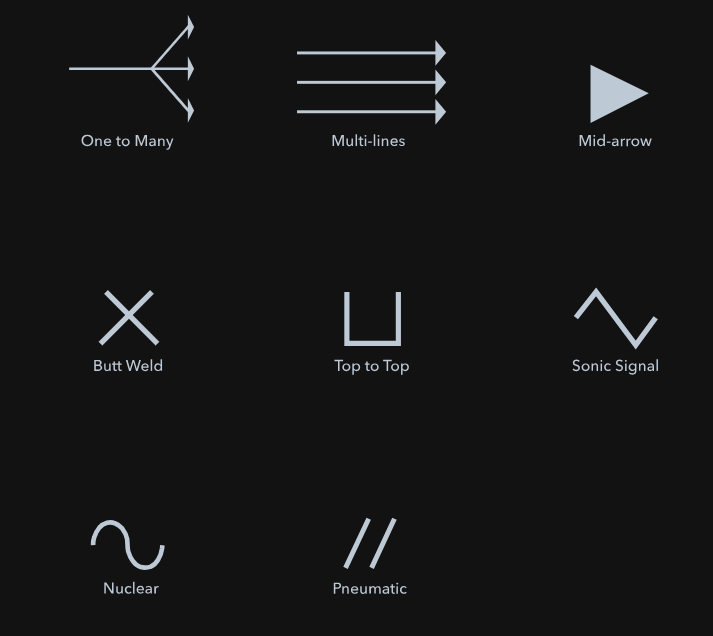 One to Many
Multi-lines
Mid-arrow
Butt Weld
Top to Top
Sonic Signal
Nuclear
Pneumatic